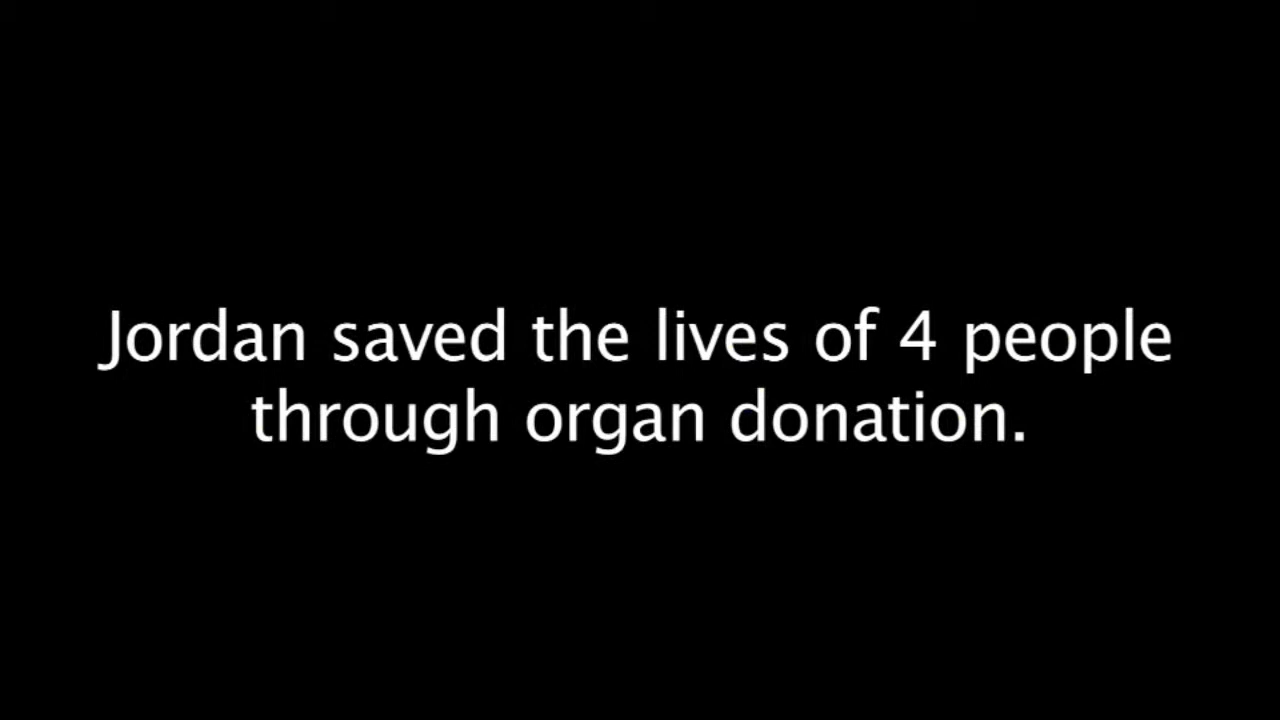 Jordan saved the lives of 4 people
through organ donation.